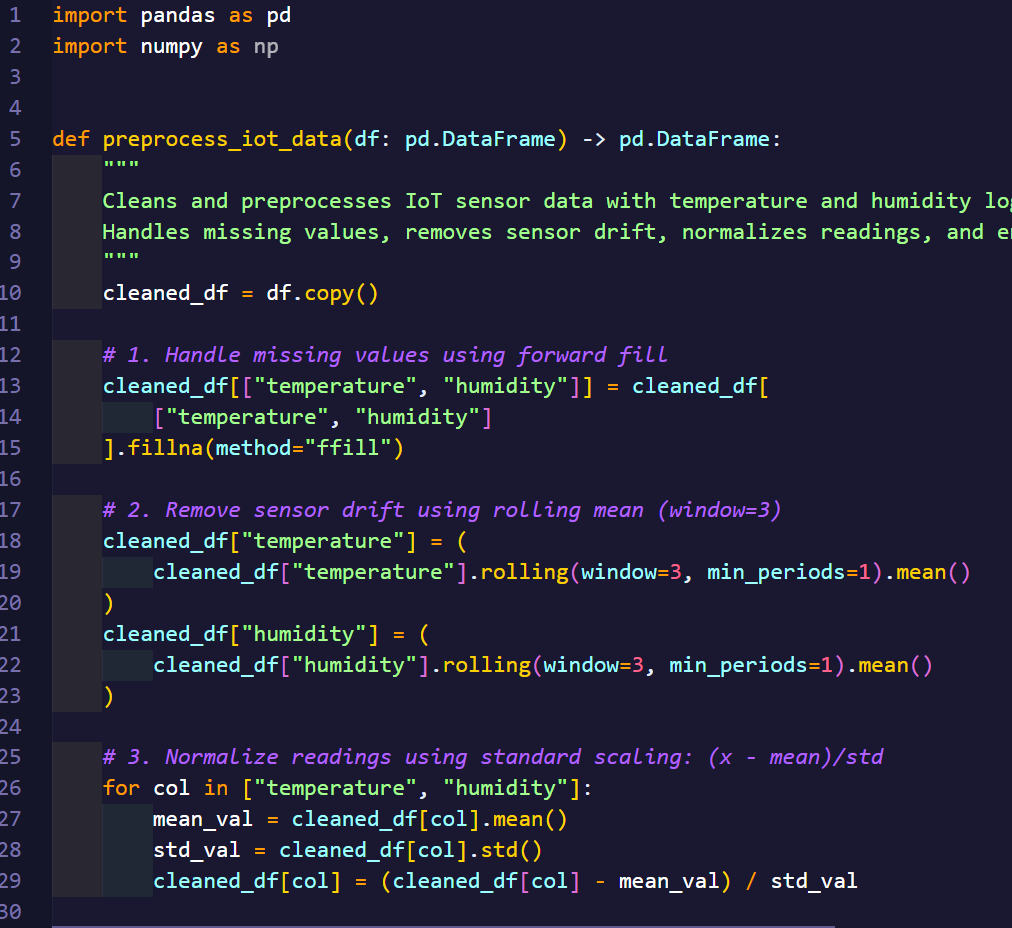 1 import pandas as pd
2 import numpy as np
3
4
5 def preprocess_iot_data(df: pd.DataFrame) -> pd.DataFrame:
6     """
7     Cleans and preprocesses IoT sensor data with temperature and humidity
8     Handles missing values, removes sensor drift, normalizes readings, and
9     """
10     cleaned_df = df.copy()
11
12     # 1. Handle missing values using forward fill
13     cleaned_df[["temperature", "humidity"]] = cleaned_df[
14         ["temperature", "humidity"]
15     ].fillna(method="ffill")
16
17     # 2. Remove sensor drift using rolling mean (window=3)
18     cleaned_df["temperature"] = (
19         cleaned_df["temperature"].rolling(window=3, min_periods=1).mean()
20     )
21     cleaned_df["humidity"] = (
22         cleaned_df["humidity"].rolling(window=3, min_periods=1).mean()
23     )
24
25     # 3. Normalize readings using standard scaling: (x - mean)/std
26     for col in ["temperature", "humidity"]:
27         mean_val = cleaned_df[col].mean()
28         std_val = cleaned_df[col].std()
29         cleaned_df[col] = (cleaned_df[col] - mean_val) / std_val
30